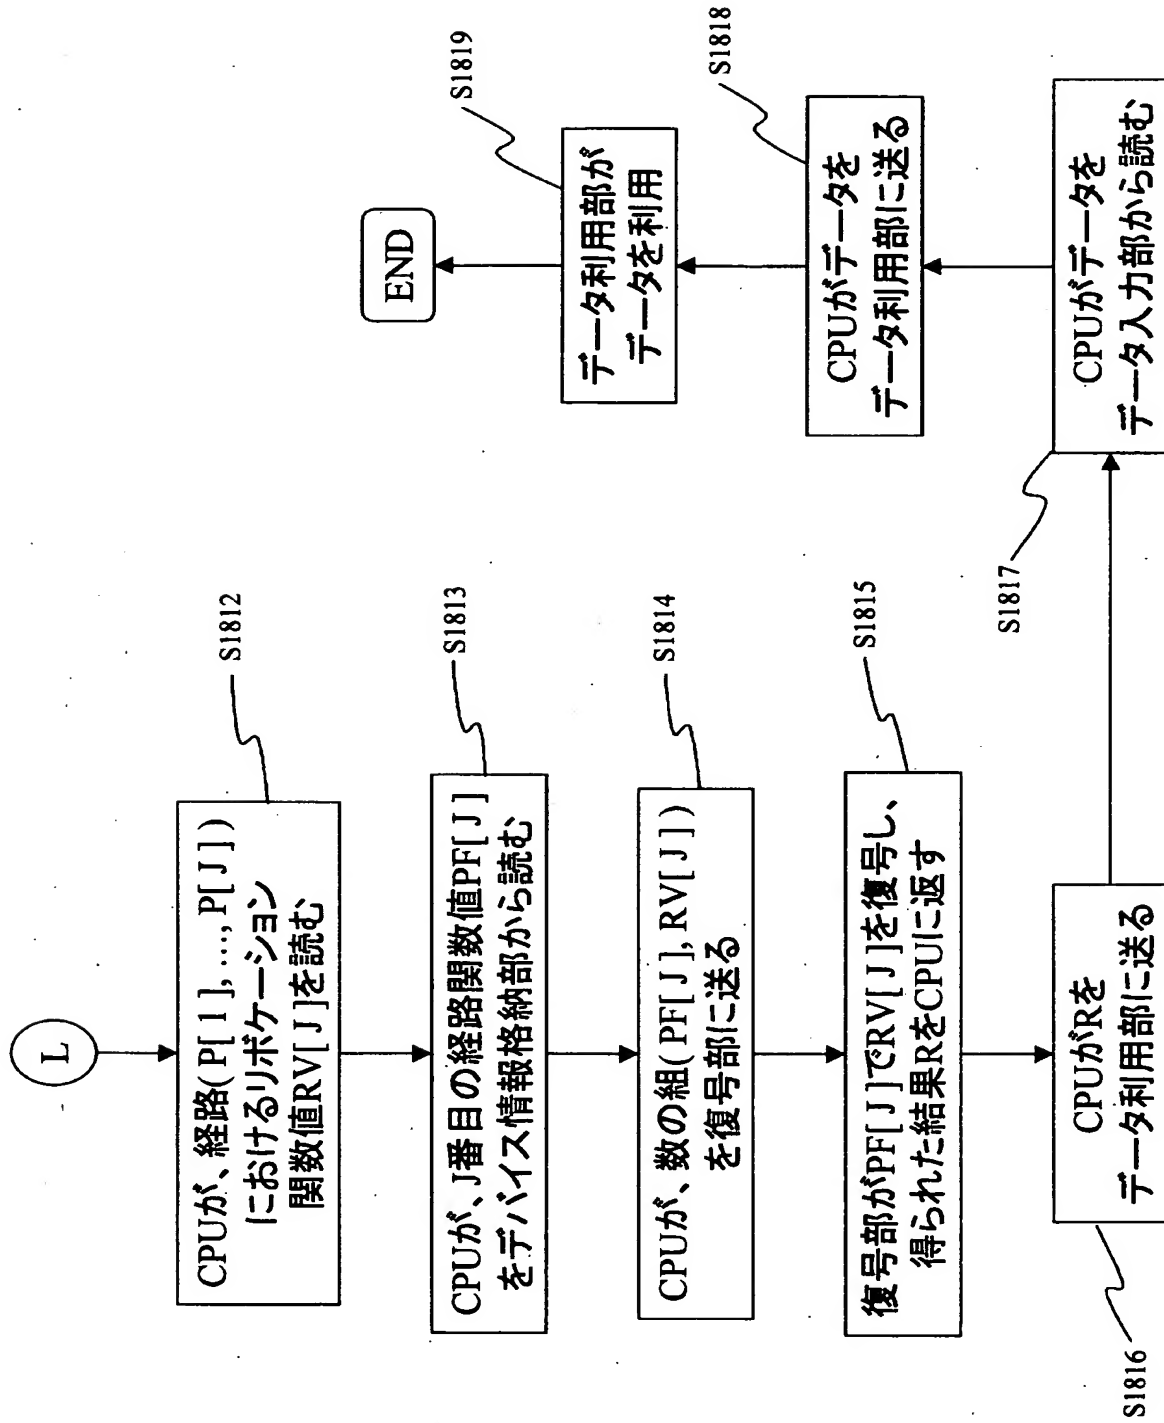 L
CPUが、経路(P[1],...,P[J])
におけるリボケーション
関数値RV[J]を読む
S1812
CPUが、J番目の経路関数値PF[J]
をデバイス情報格納部から読む
S1813
CPUが、数の組(PF[J],RV[J])
を復号部に送る
S1814
復号部がPF[J]でRV[J]を復号し、
得られた結果RをCPUに返す
S1815
CPUがRを
データ利用部に送る
S1816
CPUがデータを
データ入力部から読む
S1817
CPUがデータを
データ利用部に送る
S1818
データ利用部が
データを利用
S1819
END